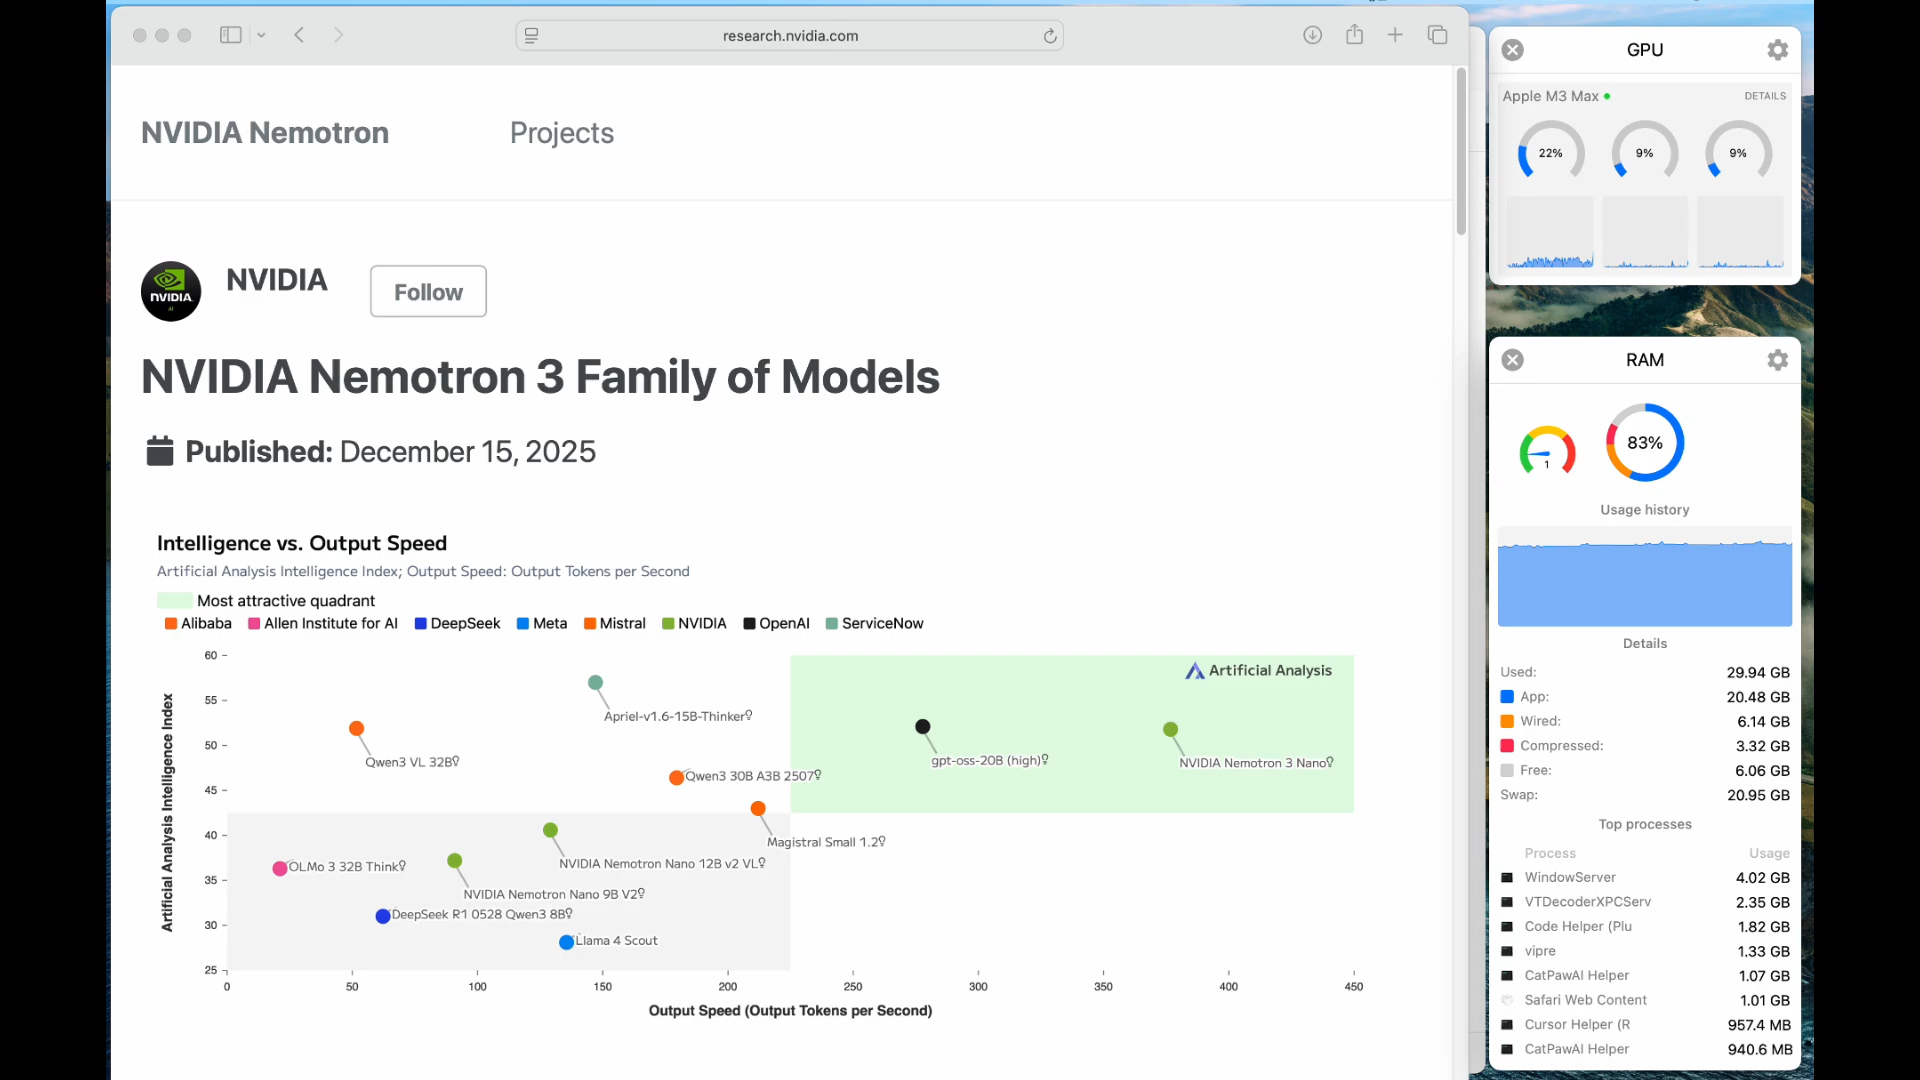 research.nvidia.com
NVIDIA Nemotron
Projects
NVIDIA
NVIDIA
AI
Follow
NVIDIA Nemotron 3 Family of Models
Published: December 15, 2025
Intelligence vs. Output Speed
Artificial Analysis Intelligence Index; Output Speed: Output Tokens per Second
Most attractive quadrant
Alibaba Allen Institute for AI DeepSeek Meta Mistral NVIDIA OpenAI ServiceNow
Artificial Analysis Intelligence Index
60
55
50
45
40
35
30
25
Artificial Analysis
Apriel-v1.6-15B-Thinker
Qwen3 VL 32B
gpt-oss-20B (high)
NVIDIA Nemotron 3 Nano
Qwen3 30B A3B 2507
Magistral Small 1.2
NVIDIA Nemotron Nano 12B v2 VL
OLMo 3 32B Think
NVIDIA Nemotron Nano 9B V2
DeepSeek R1 0528 Qwen3 8B
Llama 4 Scout
0 50 100 150 200 250 300 350 400 450
Output Speed (Output Tokens per Second)
GPU
Apple M3 Max DETAILS
22% 9% 9%
RAM
1
83%
Usage history
Details
Used: 29.94 GB
App: 20.48 GB
Wired: 6.14 GB
Compressed: 3.32 GB
Free: 6.06 GB
Swap: 20.95 GB
Top processes
Process Usage
WindowServer 4.02 GB
VTDecoderXPCServ 2.35 GB
Code Helper (Plu 1.82 GB
vipre 1.33 GB
CatPawAI Helper 1.07 GB
Safari Web Content 1.01 GB
Cursor Helper (R 957.4 MB
CatPawAI Helper 940.6 MB